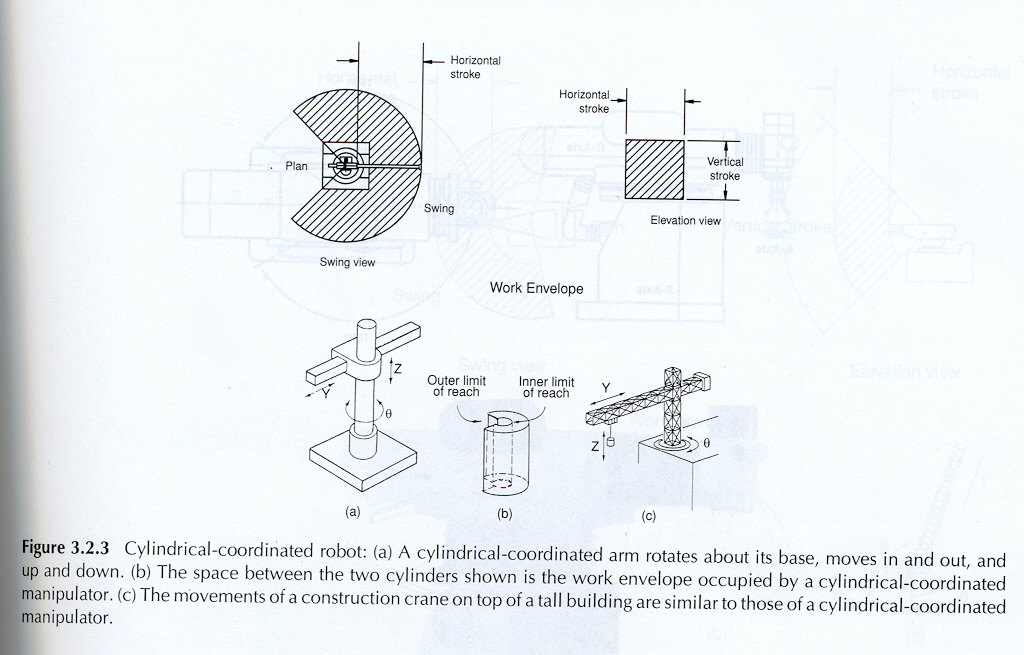 Horizontal
stroke
Plan
Swing
Swing view
Horizontal
stroke
Vertical
stroke
Elevation view
Work Envelope
Z
Y
θ
(a)
Outer limit
of reach
Inner limit
of reach
(b)
Y
Z
θ
(c)
Figure 3.2.3 Cylindrical-coordinated robot: (a) A cylindrical-coordinated arm rotates about its base, moves in and out, and
up and down. (b) The space between the two cylinders shown is the work envelope occupied by a cylindrical-coordinated
manipulator. (c) The movements of a construction crane on top of a tall building are similar to those of a cylindrical-coordinated
manipulator.